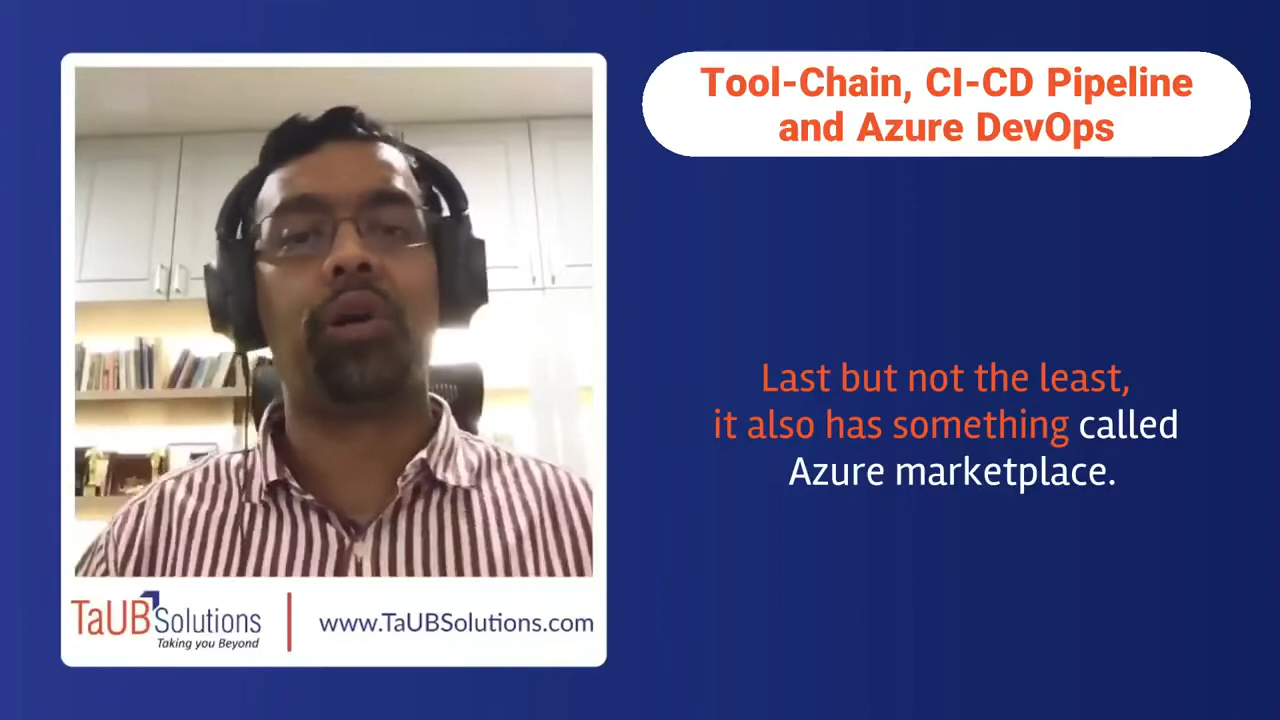 Tool-Chain, CI-CD Pipeline
and Azure DevOps
Last but not the least,
it also has something called
Azure marketplace.
TaUB Solutions
Taking you Beyond
www.TaUBSolutions.com